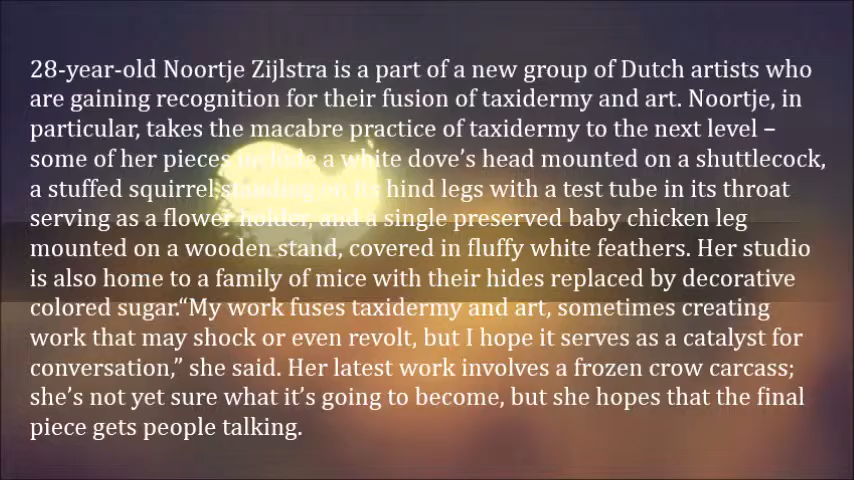 28-year-old Noortje Zijlstra is a part of a new group of Dutch artists who
are gaining recognition for their fusion of taxidermy and art. Noortje, in
particular, takes the macabre practice of taxidermy to the next level –
some of her pieces include a white dove’s head mounted on a shuttlecock,
a stuffed squirrel standing on its hind legs with a test tube in its throat
serving as a flower holder, and a single preserved baby chicken leg
mounted on a wooden stand, covered in fluffy white feathers. Her studio
is also home to a family of mice with their hides replaced by decorative
colored sugar.“My work fuses taxidermy and art, sometimes creating
work that may shock or even revolt, but I hope it serves as a catalyst for
conversation,” she said. Her latest work involves a frozen crow carcass;
she’s not yet sure what it’s going to become, but she hopes that the final
piece gets people talking.